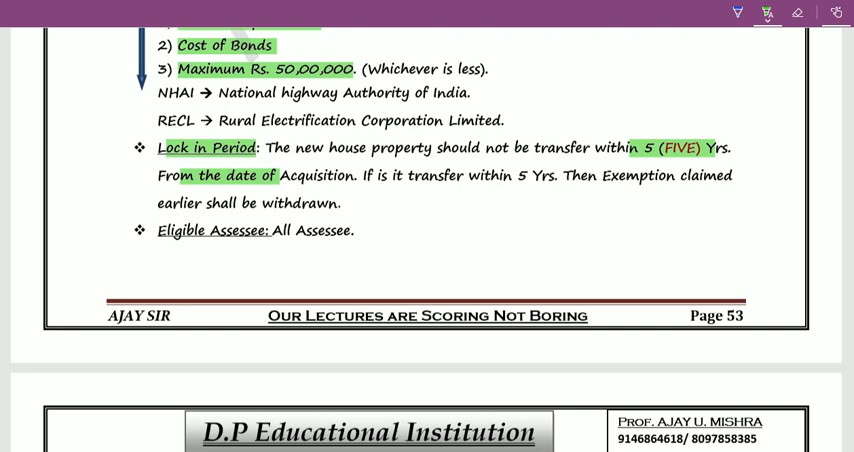 2) Cost of Bonds
3) Maximum Rs. 50,00,000. (Whichever is less).
NHAI → National highway Authority of India.
RECL → Rural Electrification Corporation Limited.
❖ Lock in Period: The new house property should not be transfer within 5 (FIVE) Yrs.
From the date of Acquisition. If is it transfer within 5 Yrs. Then Exemption claimed
earlier shall be withdrawn.
❖ Eligible Assessee: All Assessee.
AJAY SIR OUR LECTURES ARE SCORING NOT BORING Page 53
D.P Educational Institution
PROF. AJAY U. MISHRA
9146864618/ 8097858385